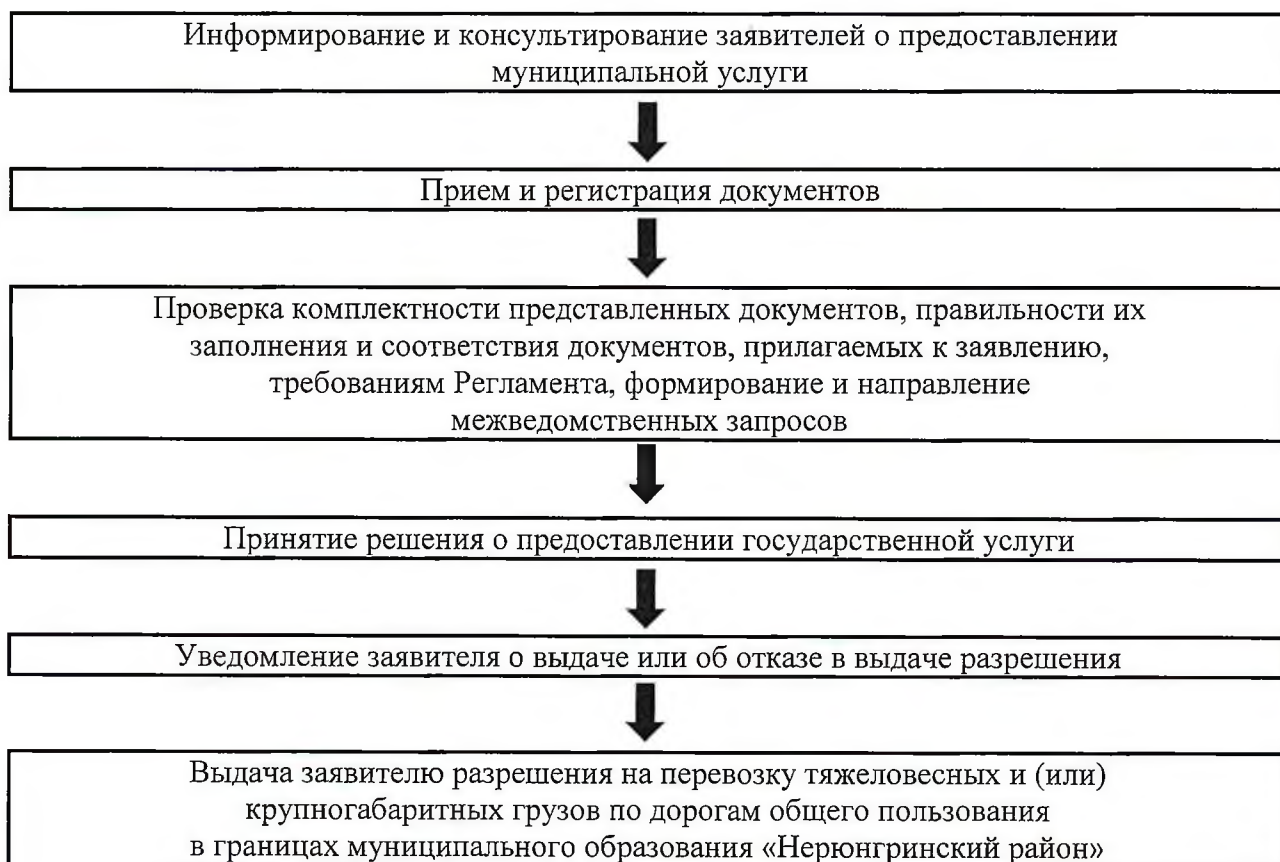 Информирование и консультирование заявителей о предоставлении
муниципальной услуги
Прием и регистрация документов
Проверка комплектности представленных документов, правильности их
заполнения и соответствия документов, прилагаемых к заявлению,
требованиям Регламента, формирование и направление
межведомственных запросов
Принятие решения о предоставлении государственной услуги
Уведомление заявителя о выдаче или об отказе в выдаче разрешения
Выдача заявителю разрешения на перевозку тяжеловесных и (или)
крупногабаритных грузов по дорогам общего пользования
в границах муниципального образования «Нерюнгринский район»